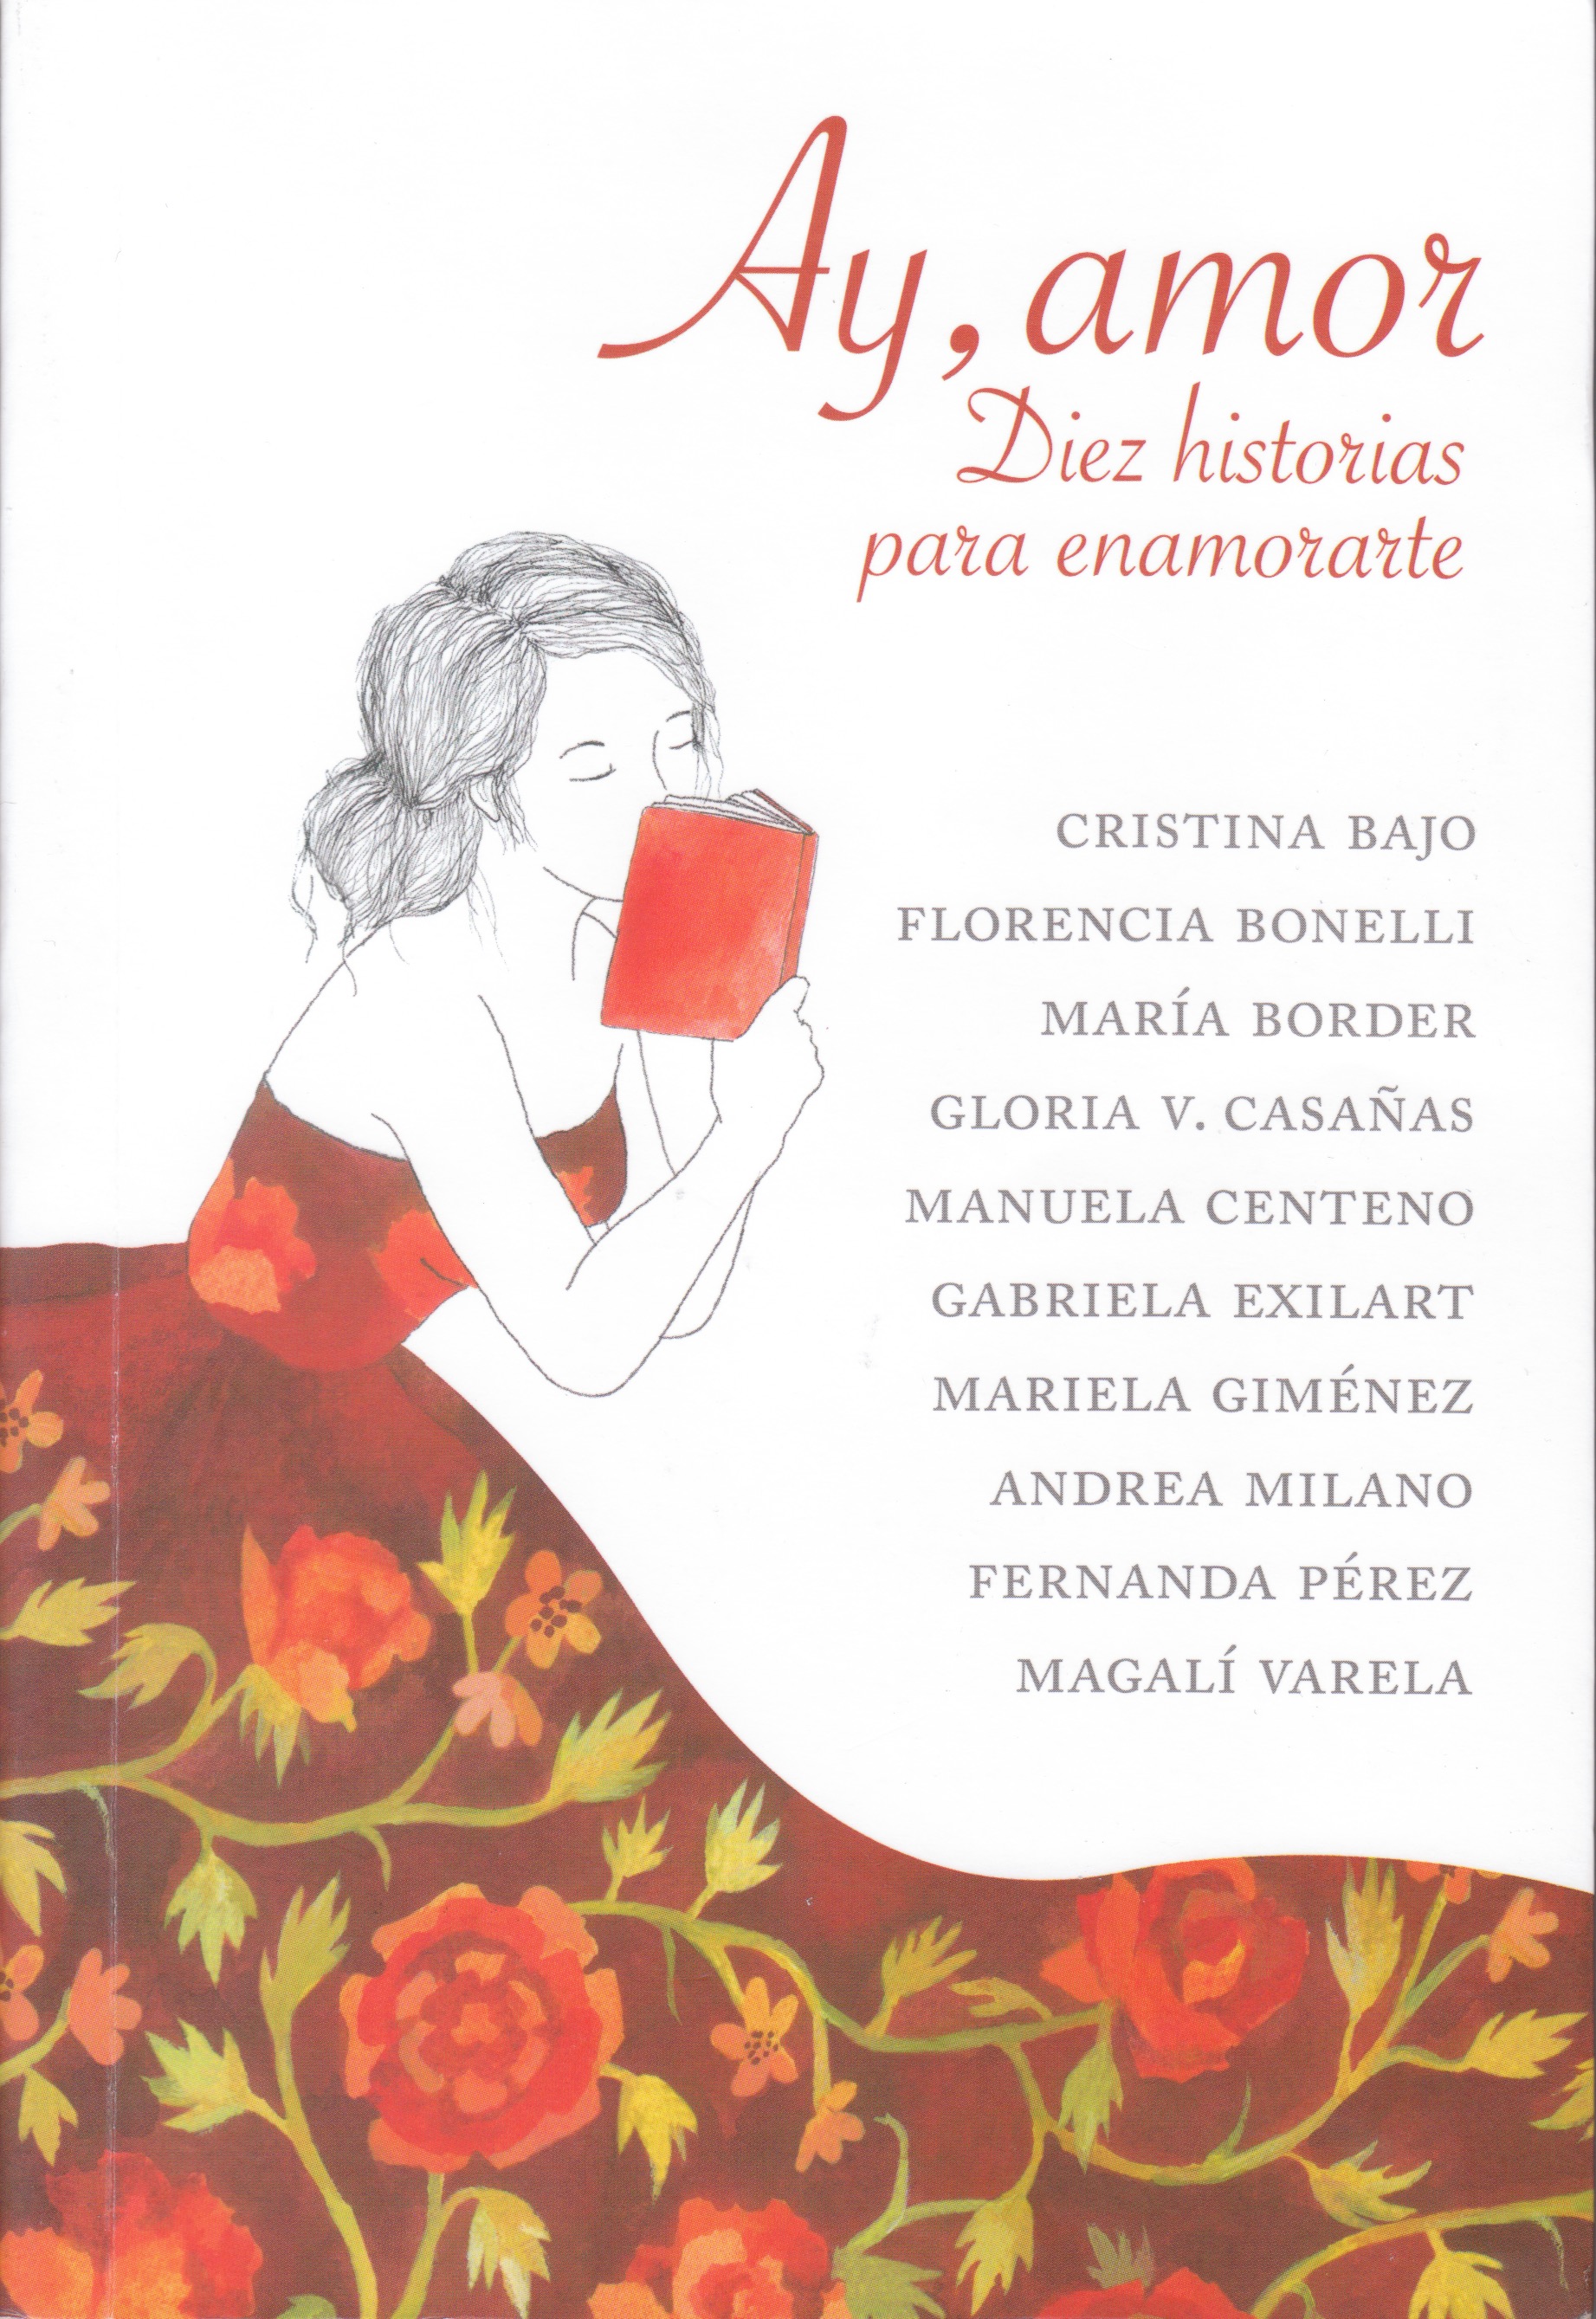 Ay, amor
Diez historias
para enamorarte
CRISTINA BAJO
FLORENCIA BONELLI
MARÍA BORDER
GLORIA V. CASAÑAS
MANUELA CENTENO
GABRIELA EXILART
MARIELA GIMÉNEZ
ANDREA MILANO
FERNANDA PÉREZ
MAGALÍ VARELA